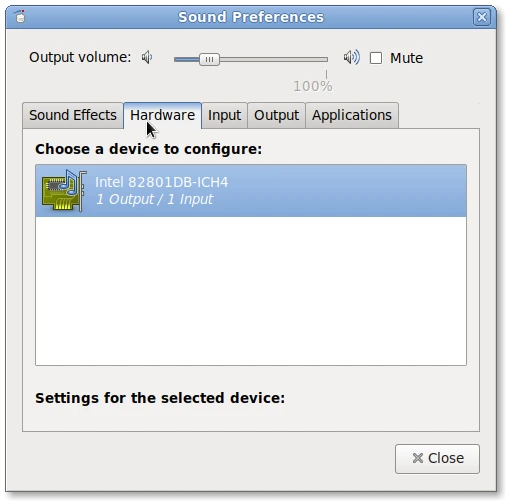 Sound Preferences
Output volume:
Mute
100%
Sound Effects
Hardware
Input
Output
Applications
Choose a device to configure:
Intel 82801DB-ICH4
1 Output / 1 Input
Settings for the selected device:
Close